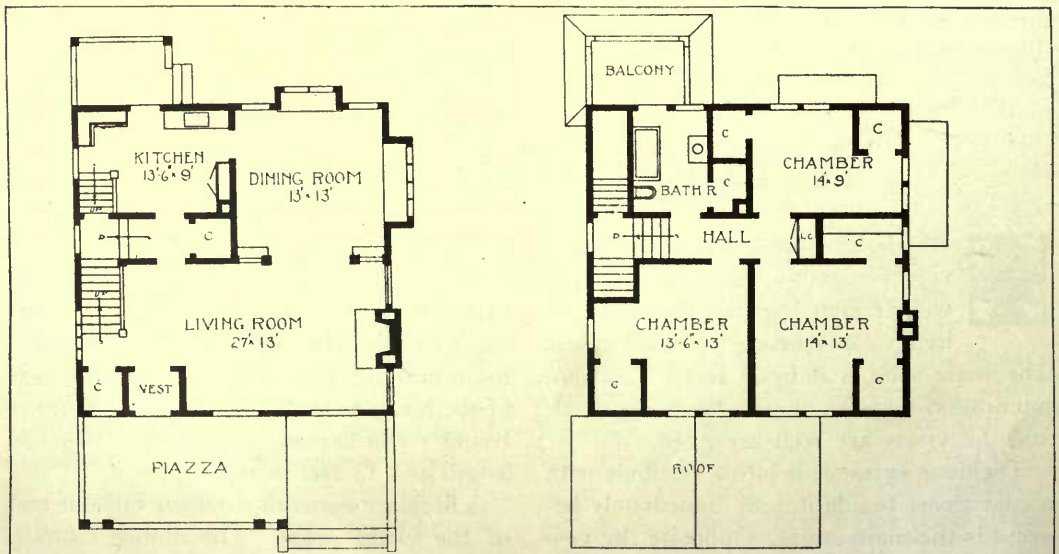 KITCHEN
13'-6"x 9'
DINING ROOM
13'x 13'
UP
D
C
UP
LIVING ROOM
27'x 13'
C
VEST
PIAZZA
BALCONY
C
C
CHAMBER
14'x 9'
BATH R
C
D
HALL
L.C
C
CHAMBER
13'-6"x 13'
CHAMBER
14'x 13'
C
C
ROOF